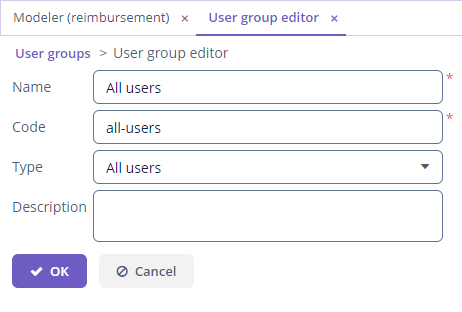 Modeler (reimbursement) × User group editor ×
User groups > User group editor
Name All users *
Code all-users *
Type All users
Description
OK Cancel